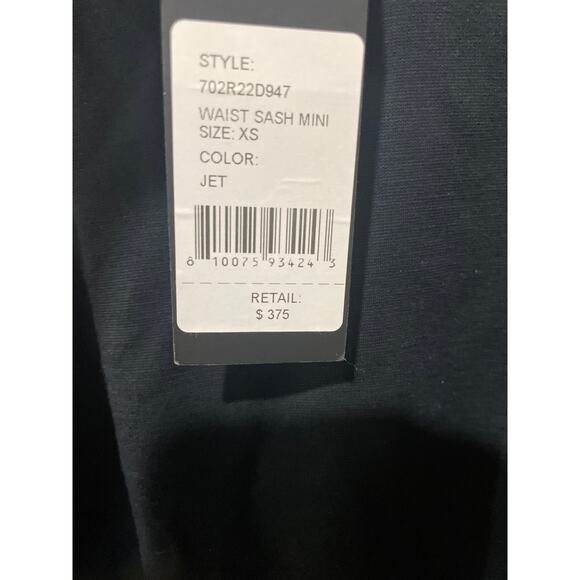 STYLE:
702R22D947
WAIST SASH MINI
SIZE: XS
COLOR:
JET
8 10075 93424 3
RETAIL:
$ 375